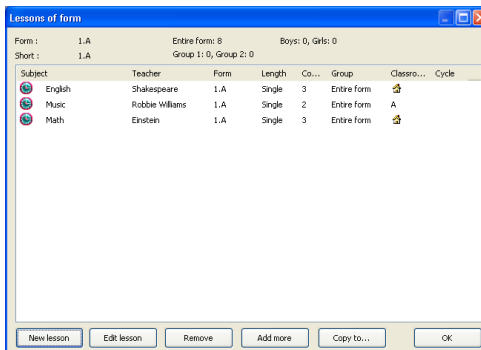 Lessons of form
Form : 1.A Entire form: 8 Boys: 0, Girls: 0
Short : 1.A Group 1: 0, Group 2: 0
Subject Teacher Form Length Co... Group Classro... Cycle
English Shakespeare 1.A Single 3 Entire form
Music Robbie Williams 1.A Single 2 Entire form A
Math Einstein 1.A Single 3 Entire form
New lesson Edit lesson Remove Add more Copy to... OK